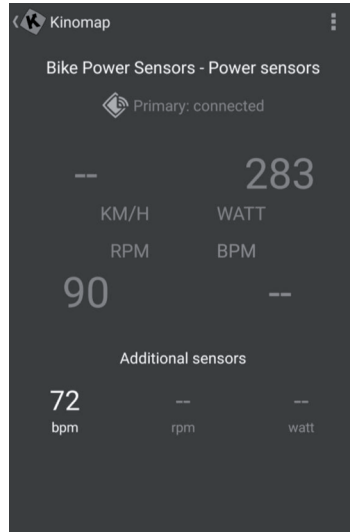 Kinomap
Bike Power Sensors - Power sensors
Primary: connected
-- 283
KM/H WATT
RPM BPM
90 --
Additional sensors
72 -- --
bpm rpm watt